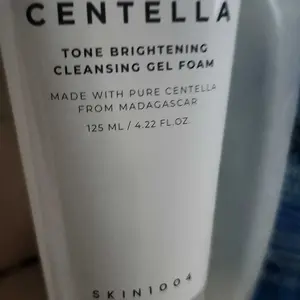 CENTELLA
TONE BRIGHTENING
CLEANSING GEL FOAM
MADE WITH PURE CENTELLA
FROM MADAGASCAR
125 ML / 4.22 FL.OZ.
SKIN1004